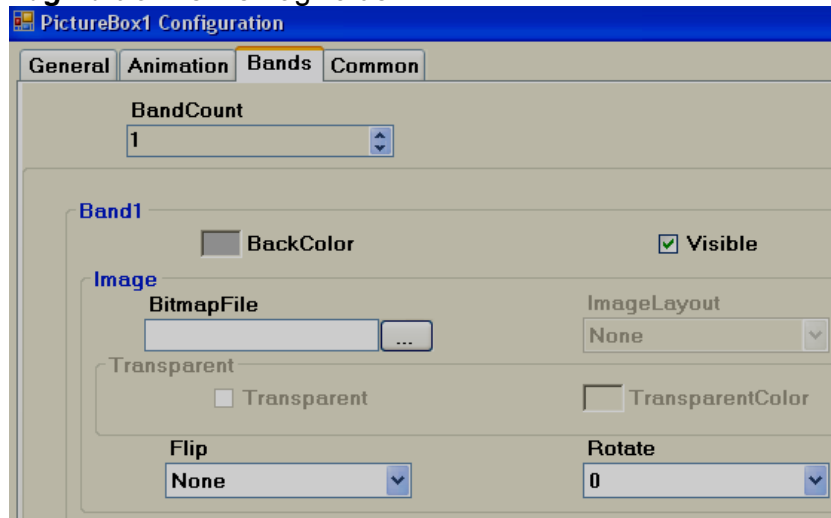 PictureBox1 Configuration
General Animation Bands Common
BandCount
1
Band1
BackColor Visible
Image
BitmapFile ImageLayout
... None
Transparent
Transparent TransparentColor
Flip Rotate
None 0